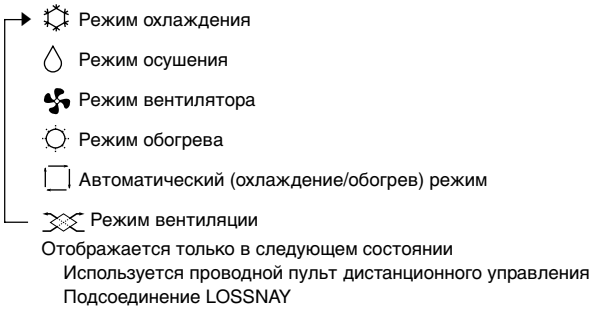 Режим охлаждения
Режим осушения
Режим вентилятора
Режим обогрева
Автоматический (охлаждение/обогрев) режим
Режим вентиляции
Отображается только в следующем состоянии
Используется проводной пульт дистанционного управления
Подсоединение LOSSNAY